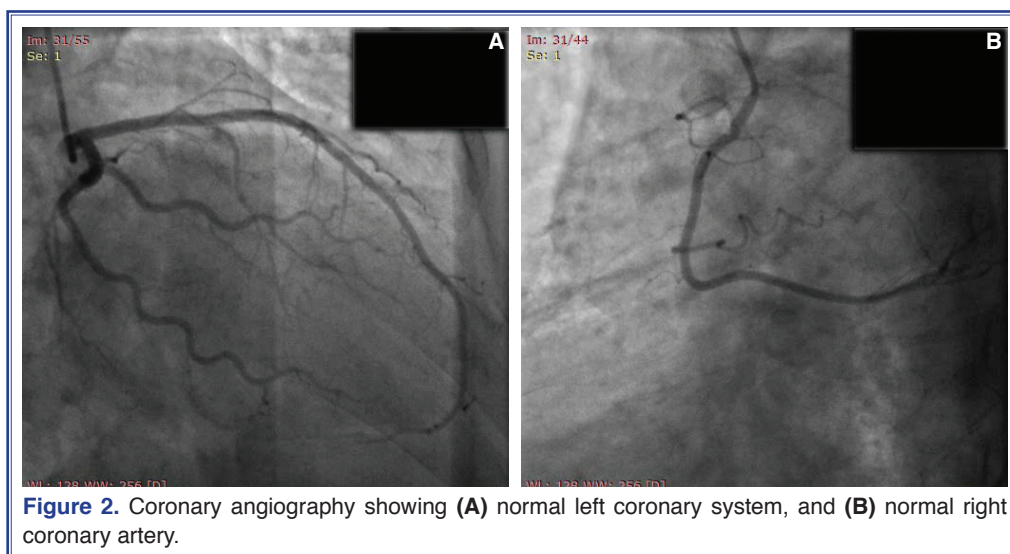 Im: 31/55
Se: 1
A
Im: 31/44
Se: 1
B
WL: 128 WW: 256 [D]
WL: 128 WW: 256 [D]
Figure 2. Coronary angiography showing (A) normal left coronary system, and (B) normal right
coronary artery.